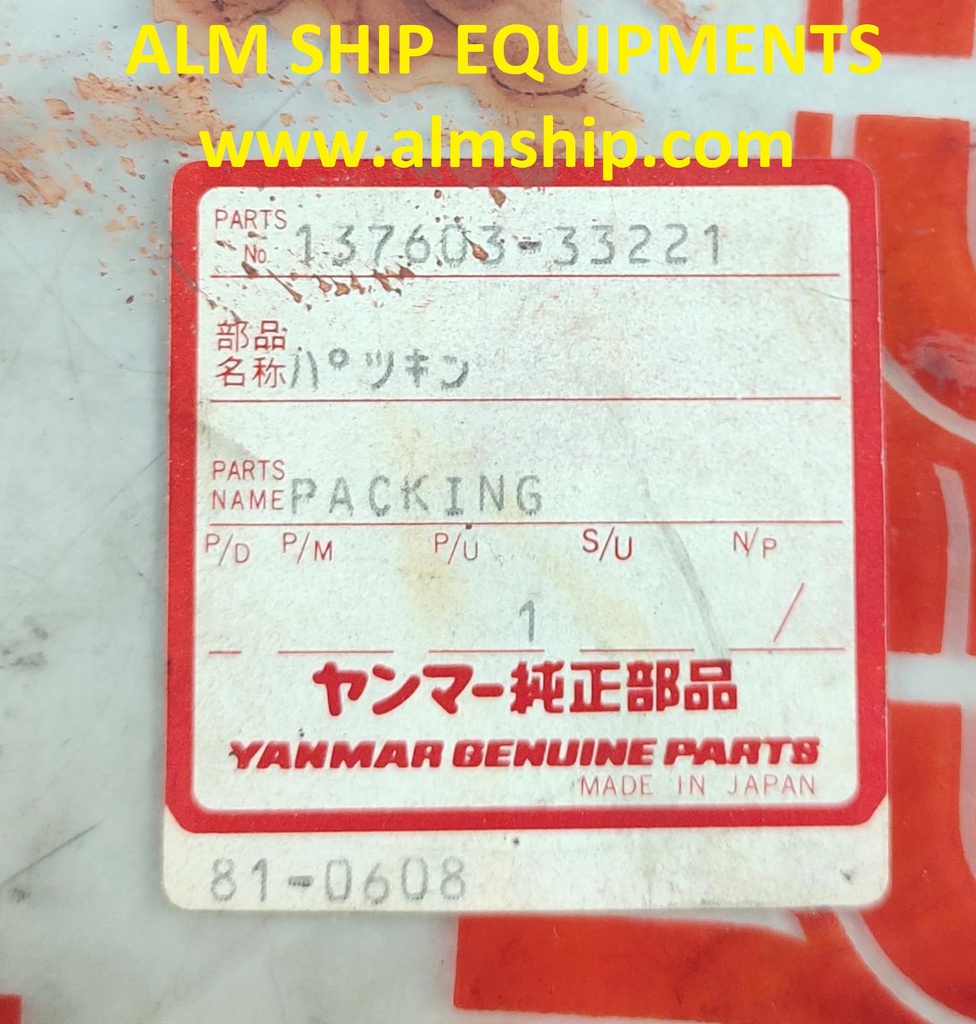 ALM SHIP EQUIPMENTS
www.almship.com
PARTS No. 137603-33221
部品
名称 パツキン
PARTS
NAME PACKING
P/D P/M P/U S/U N/P
1 /
ヤンマー純正部品
YANMAR GENUINE PARTS
MADE IN JAPAN
81-0608